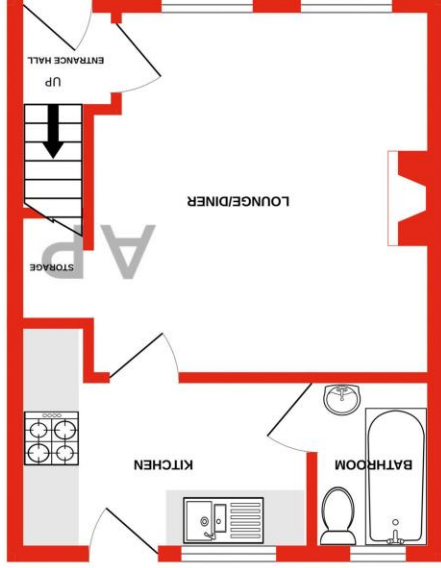 BATHROOM
KITCHEN
STORAGE
AP
LOUNGE/DINER
UP
ENTRANCE HALL